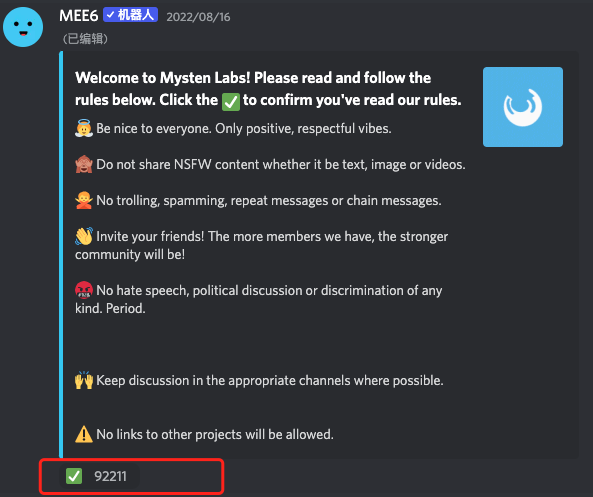 MEE6 ✓ 机器人 2022/08/16
(已编辑)
Welcome to Mysten Labs! Please read and follow the
rules below. Click the ✅ to confirm you've read our rules.
😇 Be nice to everyone. Only positive, respectful vibes.
🙈 Do not share NSFW content whether it be text, image or videos.
🙅 No trolling, spamming, repeat messages or chain messages.
👋 Invite your friends! The more members we have, the stronger
community will be!
🤬 No hate speech, political discussion or discrimination of any
kind. Period.
🙌 Keep discussion in the appropriate channels where possible.
⚠️ No links to other projects will be allowed.
✅ 92211